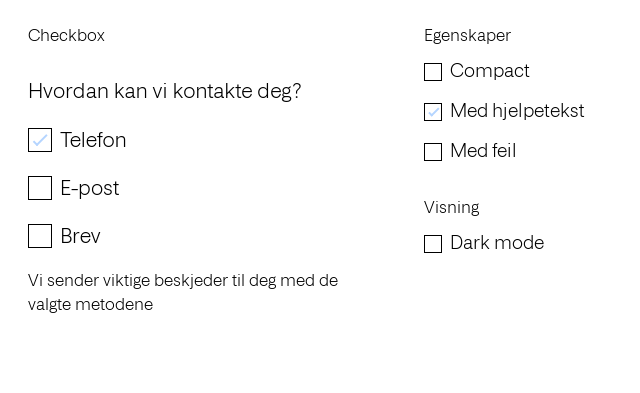 Checkbox
Hvordan kan vi kontakte deg?
Telefon
E-post
Brev
Vi sender viktige beskjeder til deg med de
valgte metodene
Egenskaper
Compact
Med hjelpetekst
Med feil
Visning
Dark mode